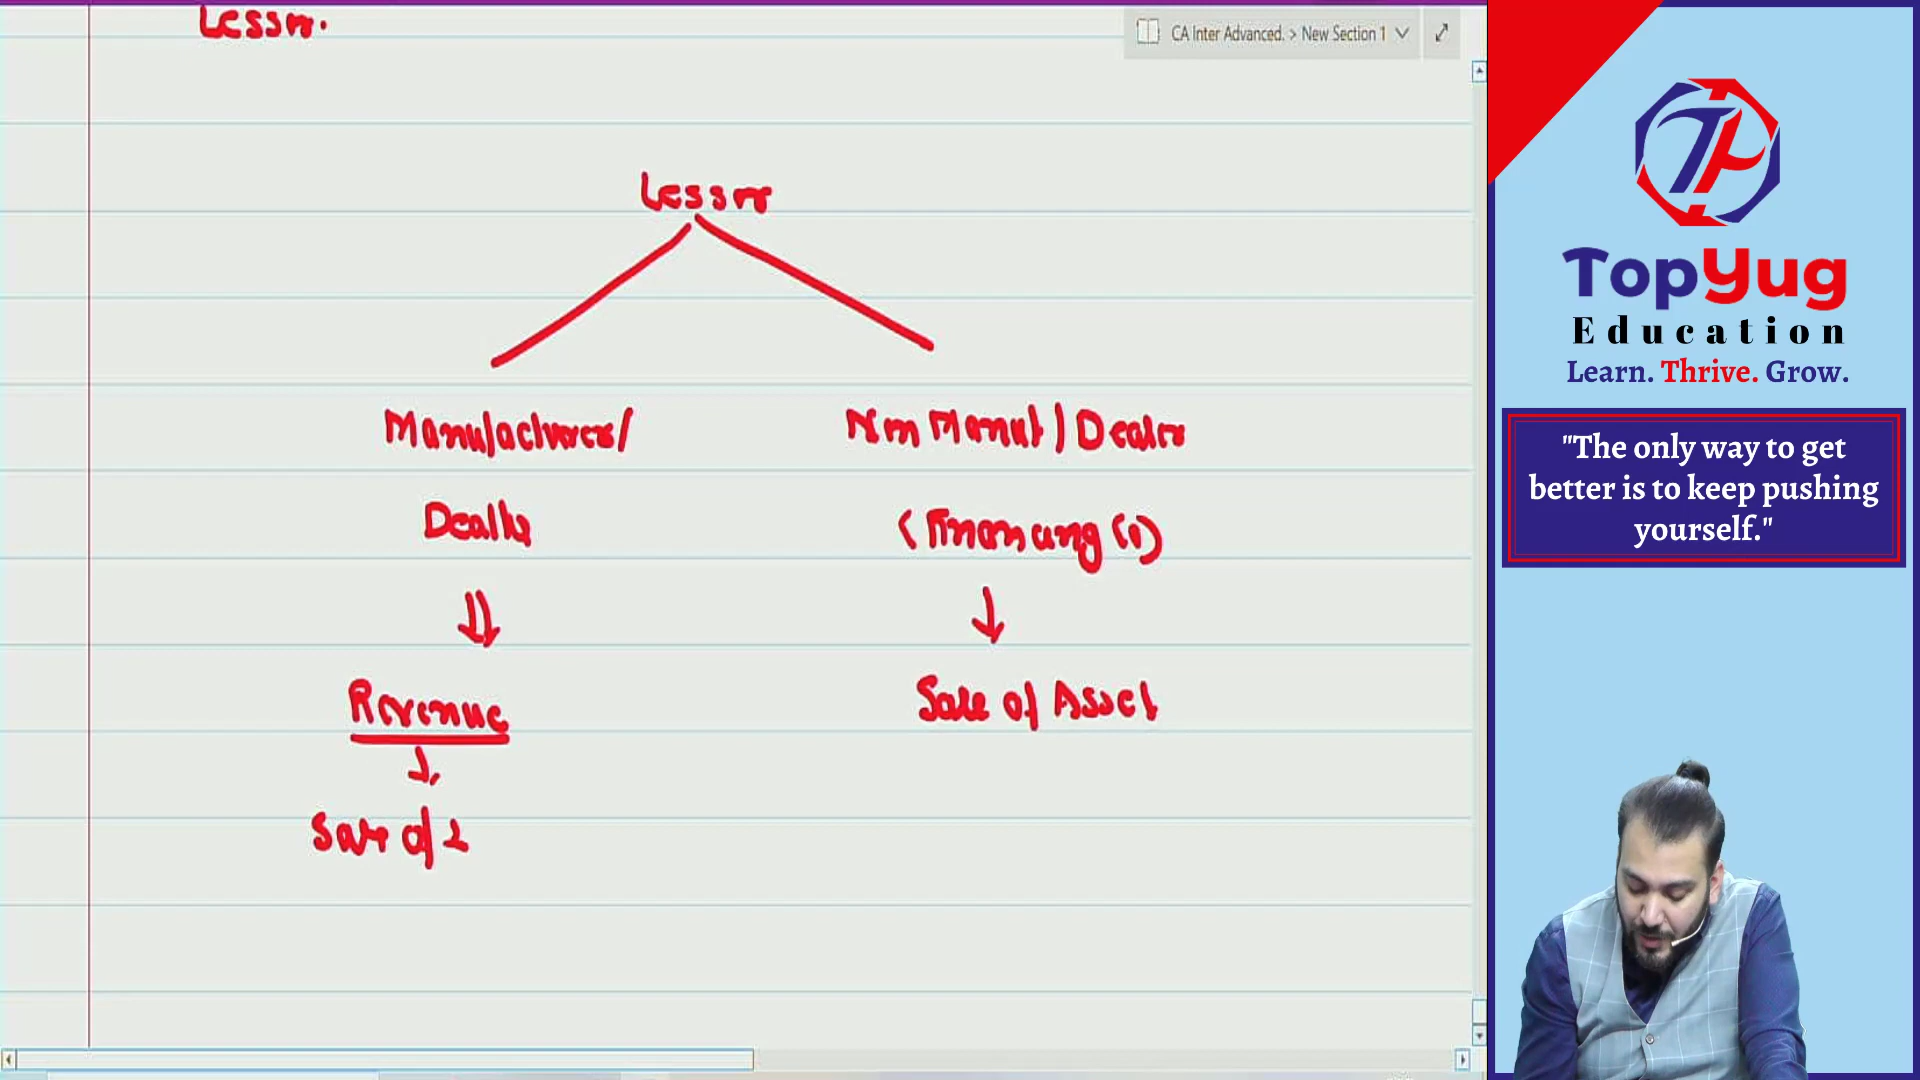 Lessor.
CA Inter Advanced. > New Section 1
Lessor
Manufacturer/
Dealer
Non Manuf / Dealer
(Financing Co)
Revenue
Sale of Asset
Sale of
TopYug
Education
Learn. Thrive. Grow.
"The only way to get
better is to keep pushing
yourself."